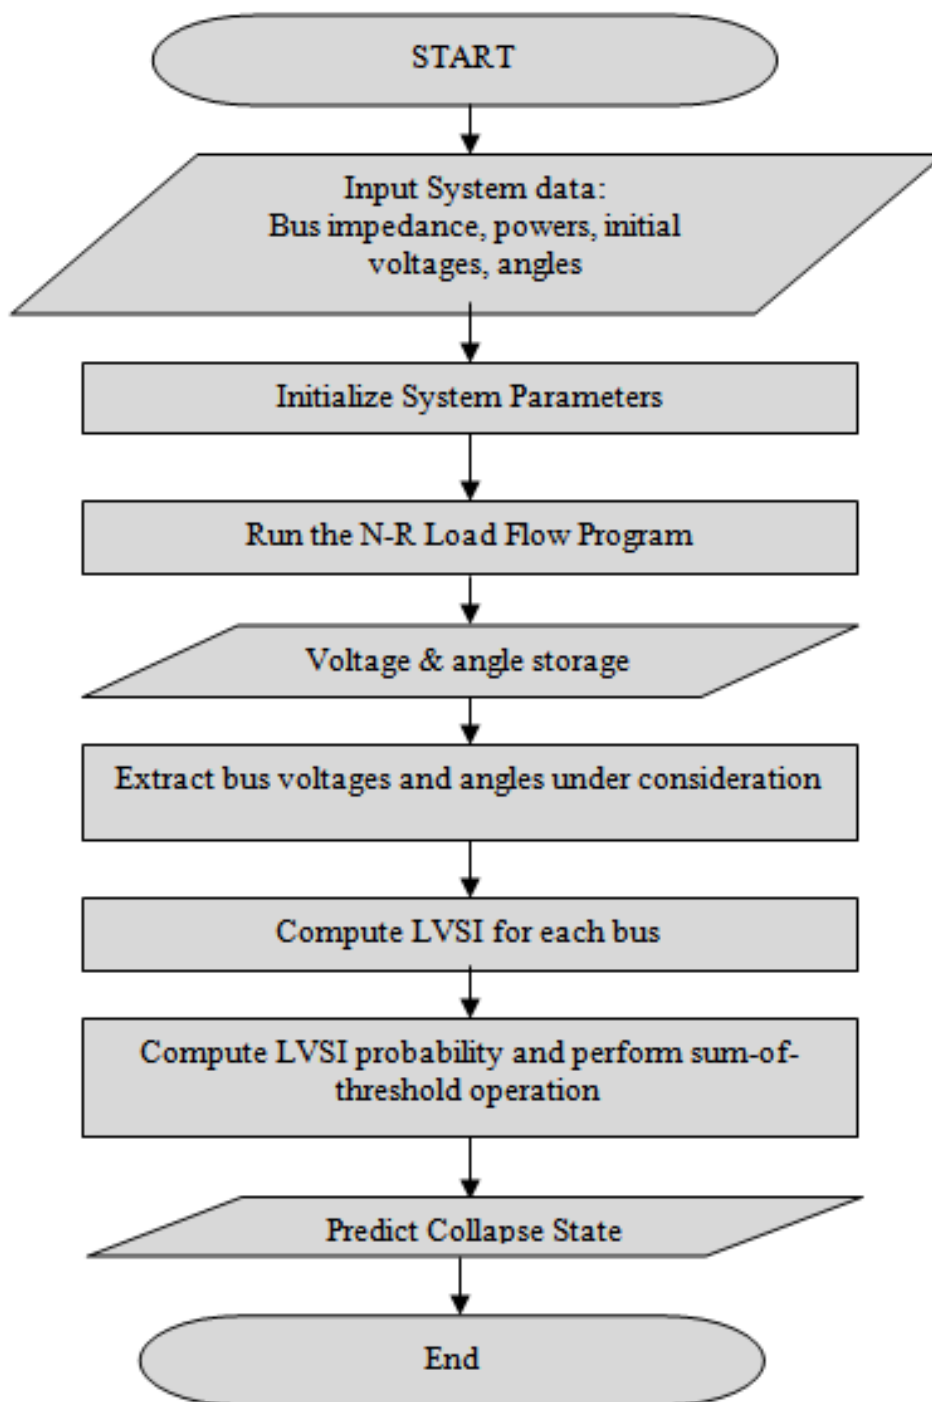 START
Input System data:
Bus impedance, powers, initial
voltages, angles
Initialize System Parameters
Run the N-R Load Flow Program
Voltage & angle storage
Extract bus voltages and angles under consideration
Compute LVSI for each bus
Compute LVSI probability and perform sum-of-
threshold operation
Predict Collapse State
End